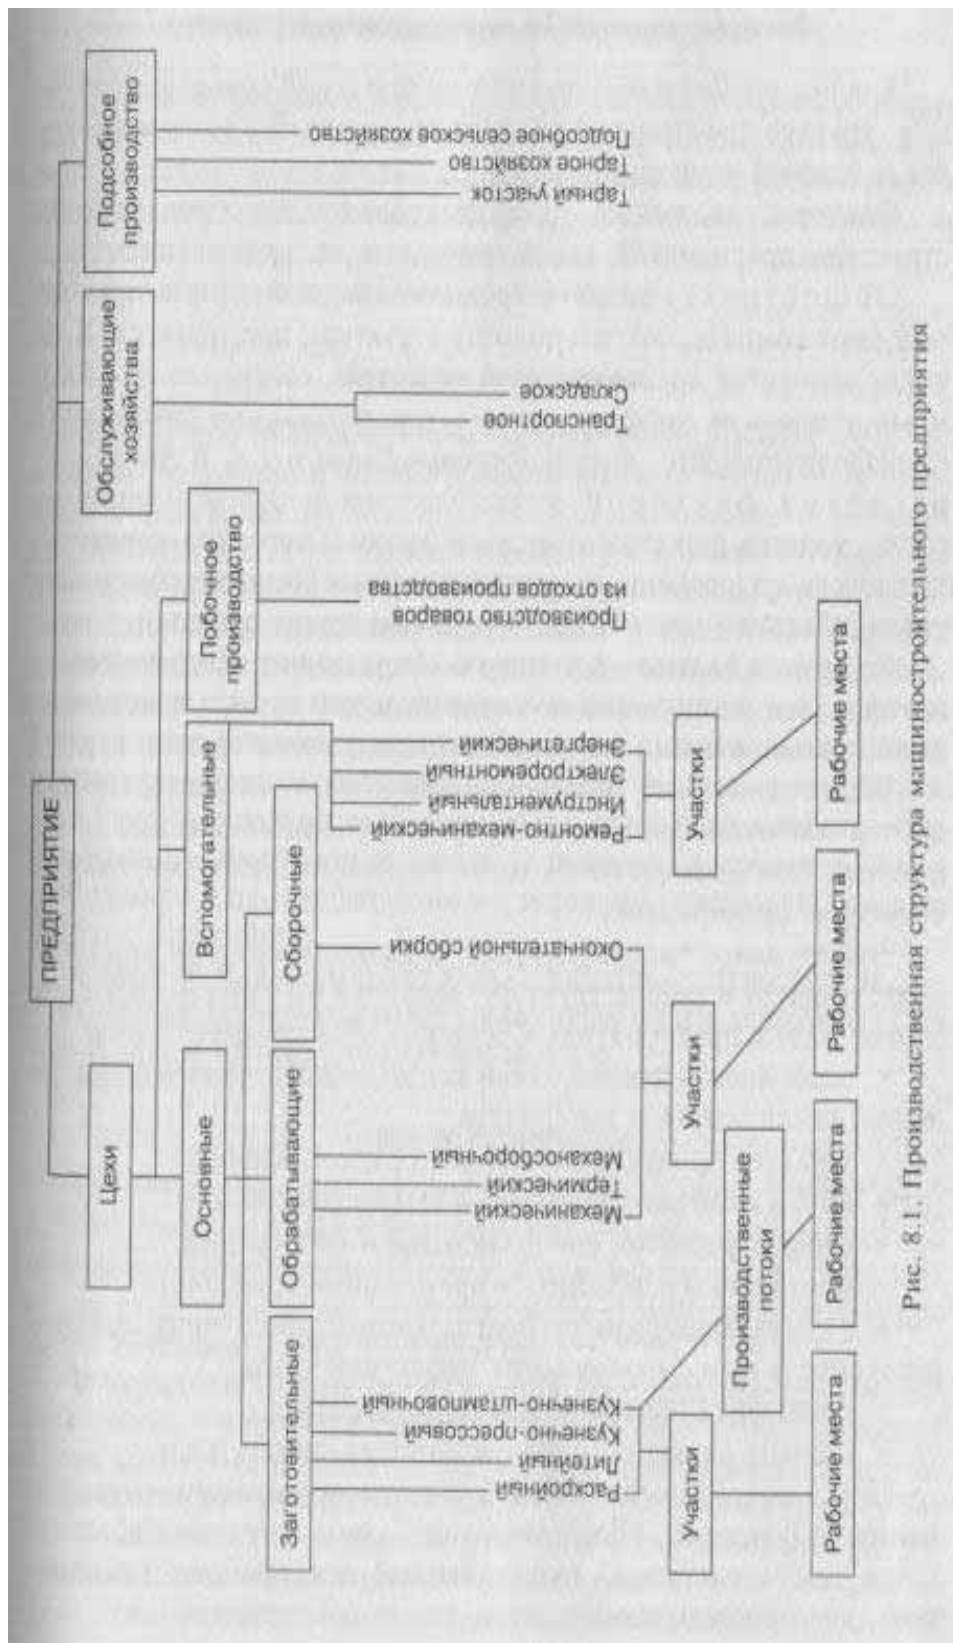 ПРЕДПРИЯТИЕ
Цехи
Обслуживающие
хозяйства
Подсобное
производство
Основные
Вспомогательные
Побочное
производство
Транспортное
Складское
Тарный участок
Тарное хозяйство
Подсобное сельское хозяйство
Заготовительные
Обрабатывающие
Сборочные
Производство товаров
из отходов производства
Раскройный
Литейный
Кузнечно-прессовый
Кузнечно-штамповочный
Механический
Термический
Механосборочный
Окончательной сборки
Ремонтно-механический
Инструментальный
Электроремонтный
Энергетический
Участки
Производственные
потоки
Участки
Участки
Рабочие места
Рабочие места
Рабочие места
Рабочие места
Рис. 8.1. Производственная структура машиностроительного предприятия